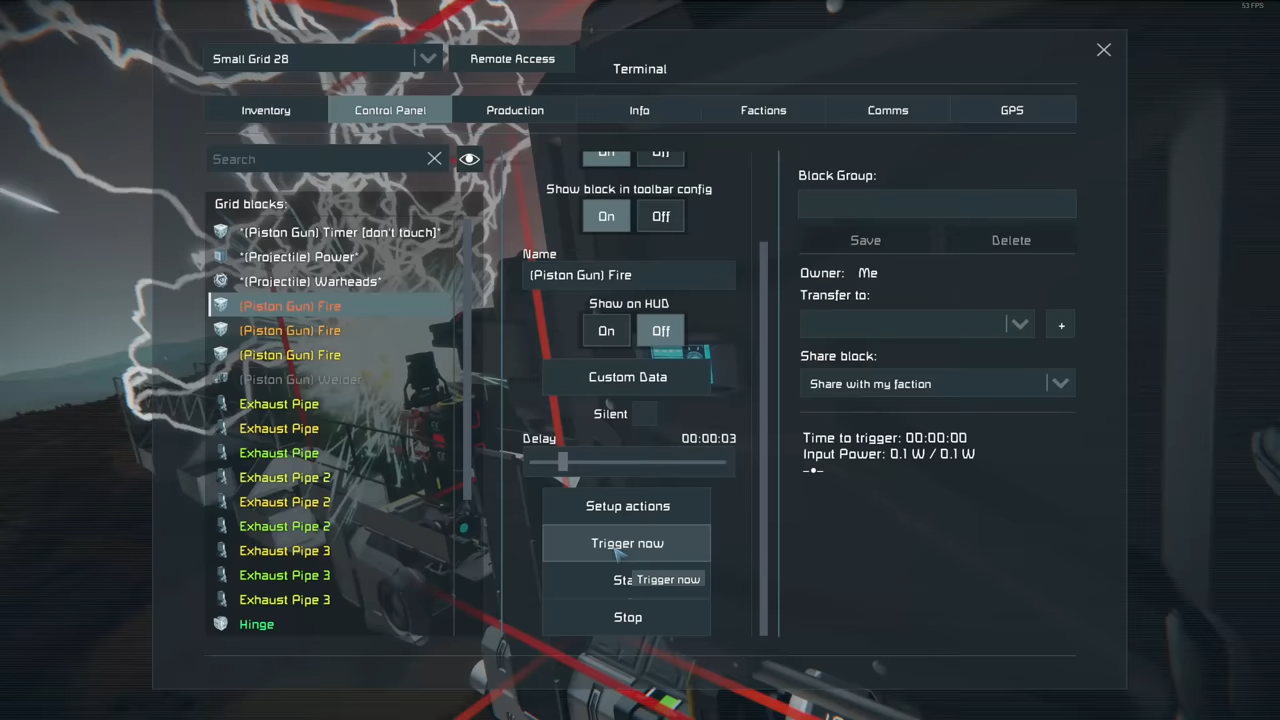 53 FPS
Small Grid 28
Remote Access
Terminal
Inventory
Control Panel
Production
Info
Factions
Comms
GPS
Search
Grid blocks:
*(Piston Gun) Timer [don't touch]*
*(Projectile) Power*
*(Projectile) Warheads*
(Piston Gun) Fire
(Piston Gun) Fire
(Piston Gun) Fire
(Piston Gun) Welder
Exhaust Pipe
Exhaust Pipe
Exhaust Pipe
Exhaust Pipe 2
Exhaust Pipe 2
Exhaust Pipe 2
Exhaust Pipe 3
Exhaust Pipe 3
Exhaust Pipe 3
Hinge
On Off
Show block in toolbar config
On Off
Name
(Piston Gun) Fire
Show on HUD
On Off
Custom Data
Silent
Delay 00:00:03
Setup actions
Trigger now
Sta
Trigger now
Stop
Block Group:
Save Delete
Owner: Me
Transfer to:
+
Share block:
Share with my faction
Time to trigger: 00:00:00
Input Power: 0.1 W / 0.1 W